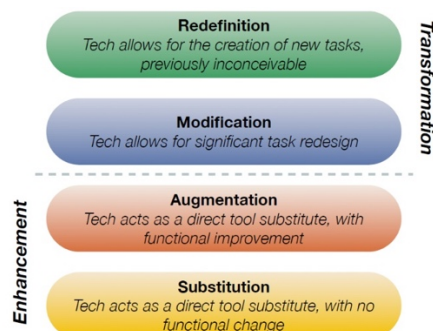 Redefinition
Tech allows for the creation of new tasks,
previously inconceivable
Transformation
Modification
Tech allows for significant task redesign
Augmentation
Tech acts as a direct tool substitute, with
functional improvement
Enhancement
Substitution
Tech acts as a direct tool substitute, with no
functional change